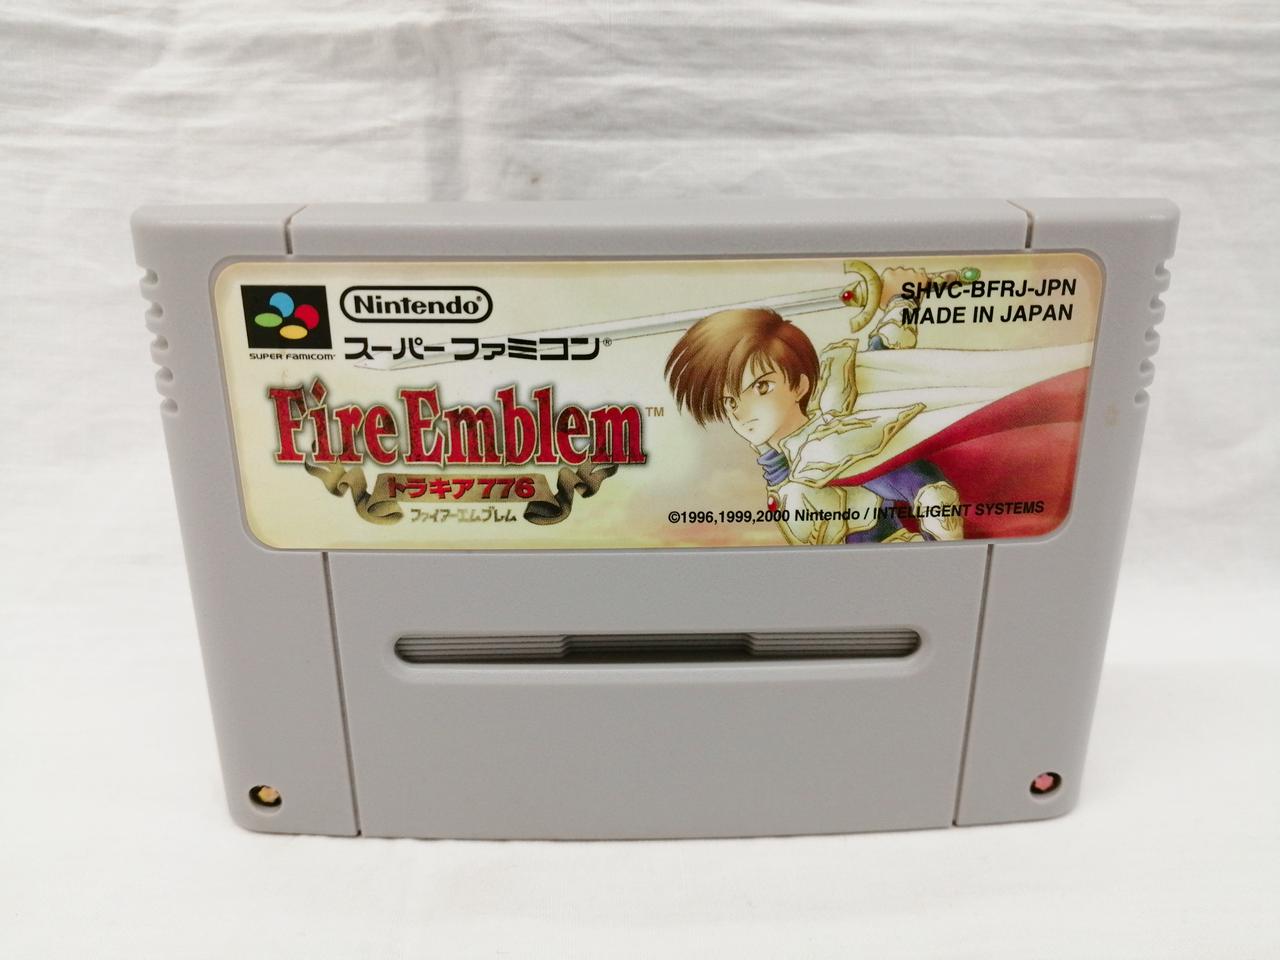 Nintendo®
SUPER FAMICOM™
スーパーファミコン®
SHVC-BFRJ-JPN
MADE IN JAPAN
Fire Emblem™
トラキア776
ファイアーエムブレム
©1996,1999,2000 Nintendo / INTELLIGENT SYSTEMS